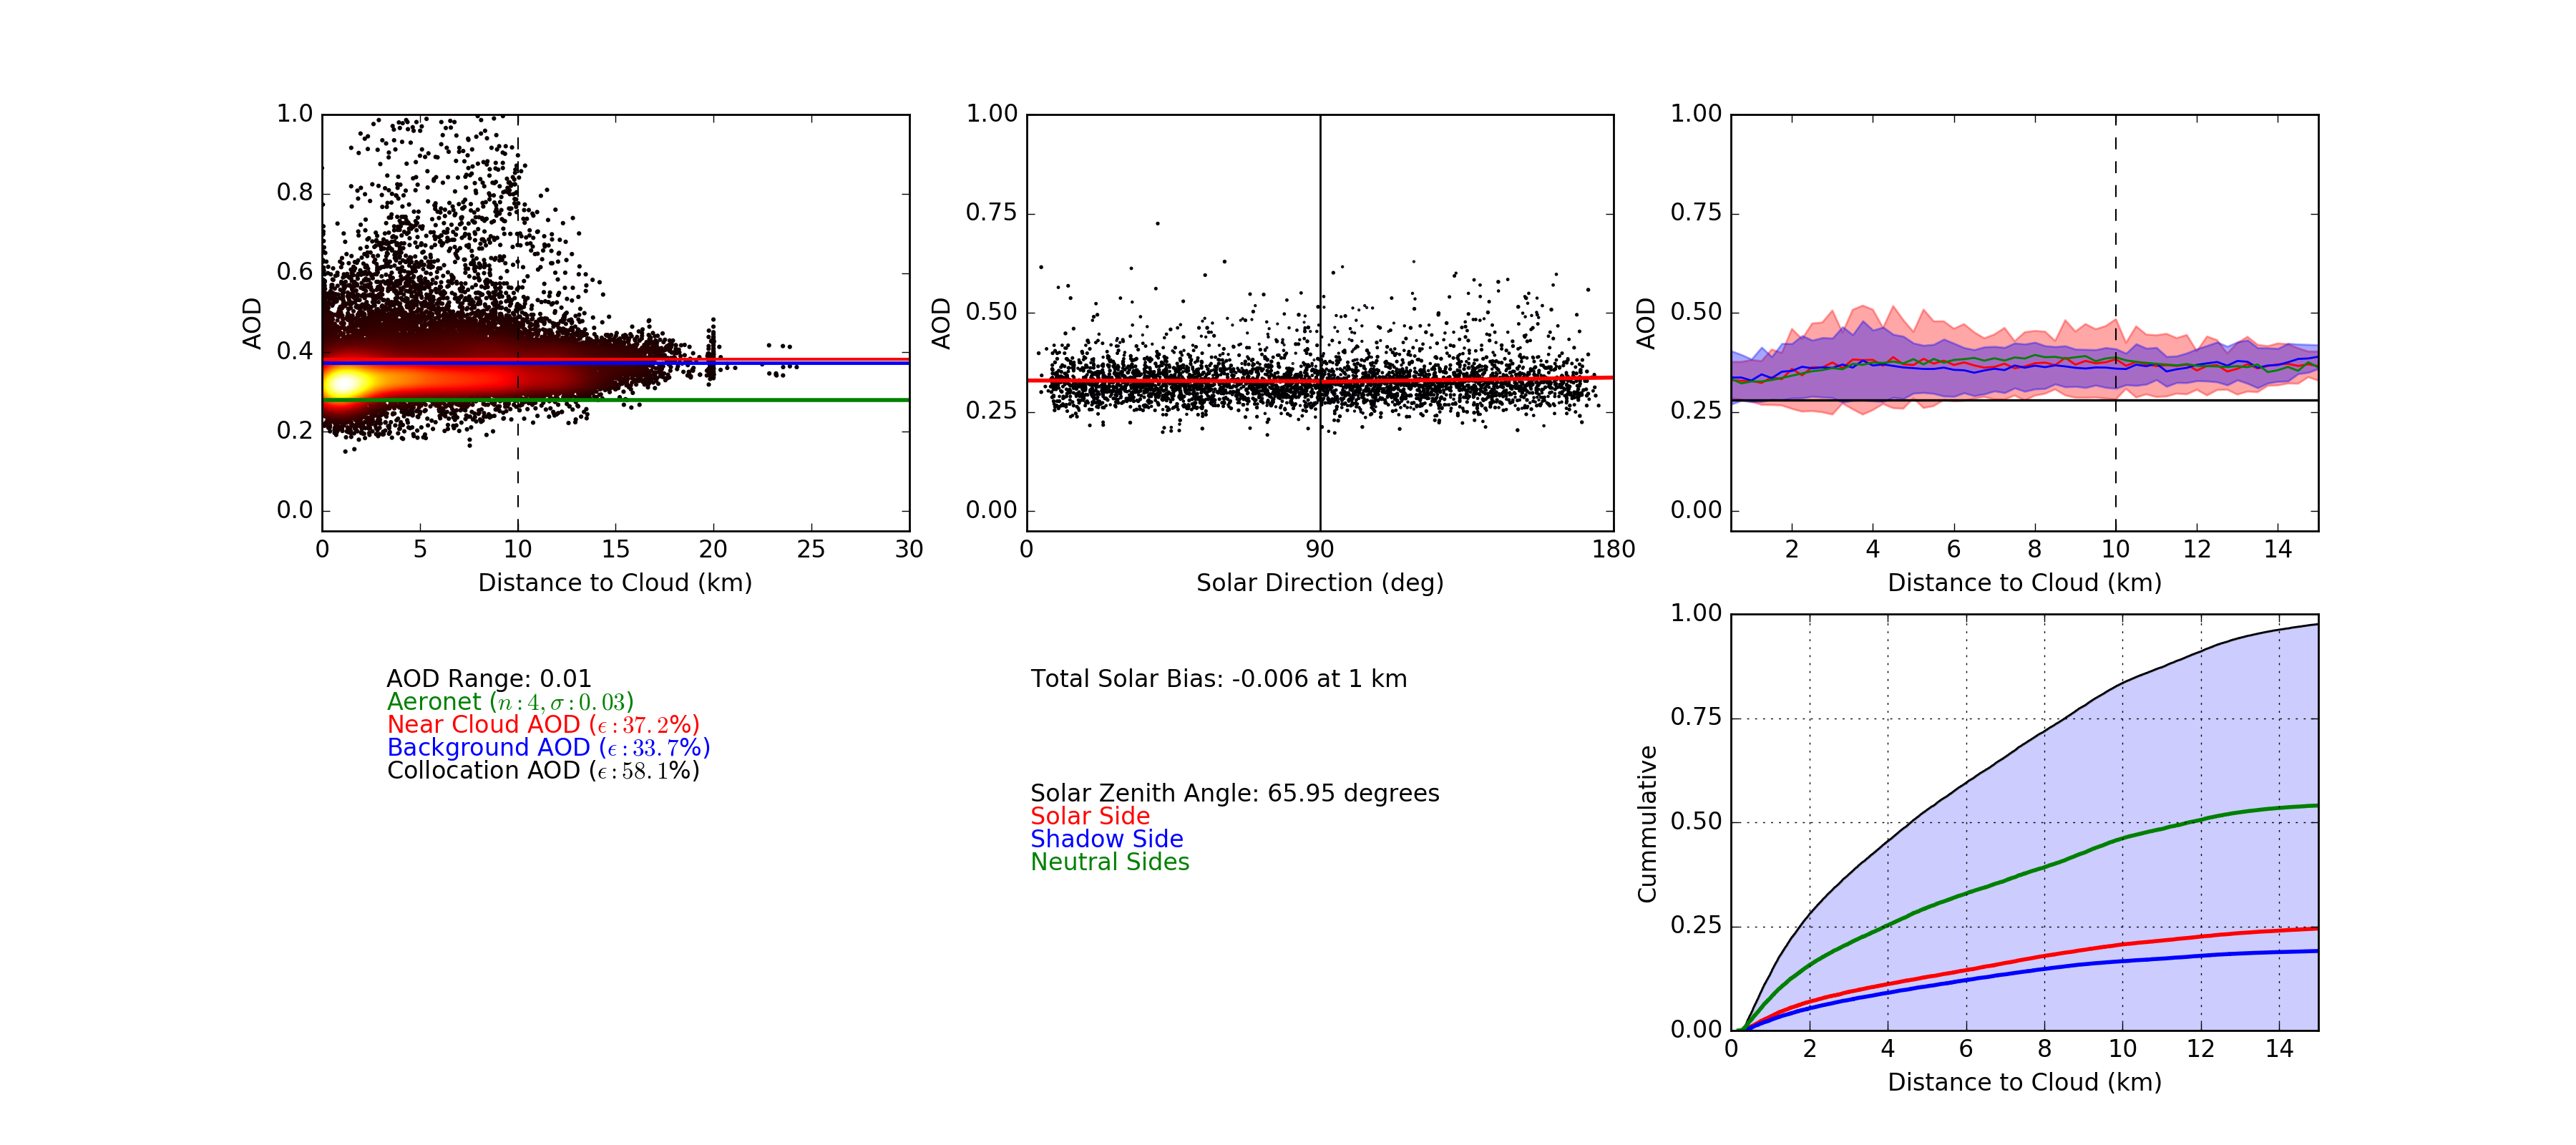 1.0
0.8
0.6
0.4
0.2
0.0
AOD
0 5 10 15 20 25 30
Distance to Cloud (km)
1.00
0.75
0.50
0.25
0.00
AOD
0 90 180
Solar Direction (deg)
1.00
0.75
0.50
0.25
0.00
AOD
2 4 6 8 10 12 14
Distance to Cloud (km)
AOD Range: 0.01
Aeronet (n : 4, σ : 0.03)
Near Cloud AOD (ϵ : 37.2%)
Background AOD (ϵ : 33.7%)
Collocation AOD (ϵ : 58.1%)
Total Solar Bias: -0.006 at 1 km
Solar Zenith Angle: 65.95 degrees
Solar Side
Shadow Side
Neutral Sides
1.00
0.75
0.50
0.25
0.00
Cummulative
0 2 4 6 8 10 12 14
Distance to Cloud (km)